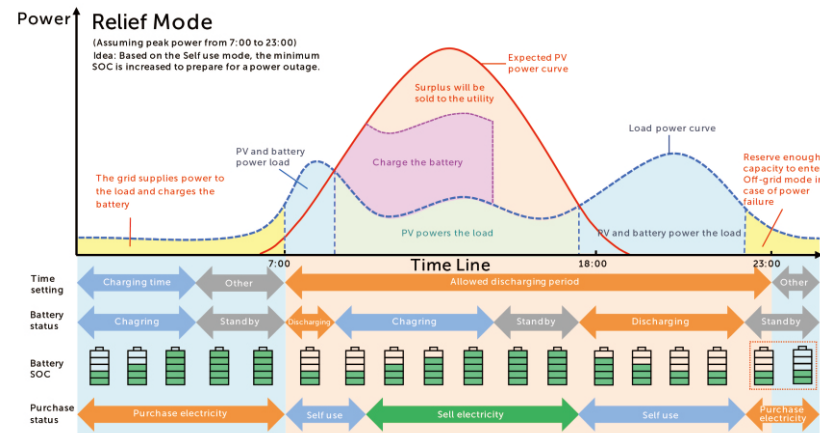 Power
Relief Mode
(Assuming peak power from 7:00 to 23:00)
Idea: Based on the Self use mode, the minimum
SOC is increased to prepare for a power outage.
Expected PV
power curve
Surplus will be
sold to the utility
Load power curve
PV and battery
power load
Charge the battery
The grid supplies power to
the load and charges the
battery
Reserve enough
capacity to ente
Off-grid mode in
case of power
failure
PV powers the load
PV and battery power the load
7:00
Time Line
18:00
23:00
Time
setting
Charging time
Other
Allowed discharging period
Other
Battery
status
Chagring
Standby
Discharging
Chagring
Standby
Discharging
Standby
Battery
SOC
Purchase
status
Purchase electricity
Self use
Sell electricity
Self use
Purchase
electricity